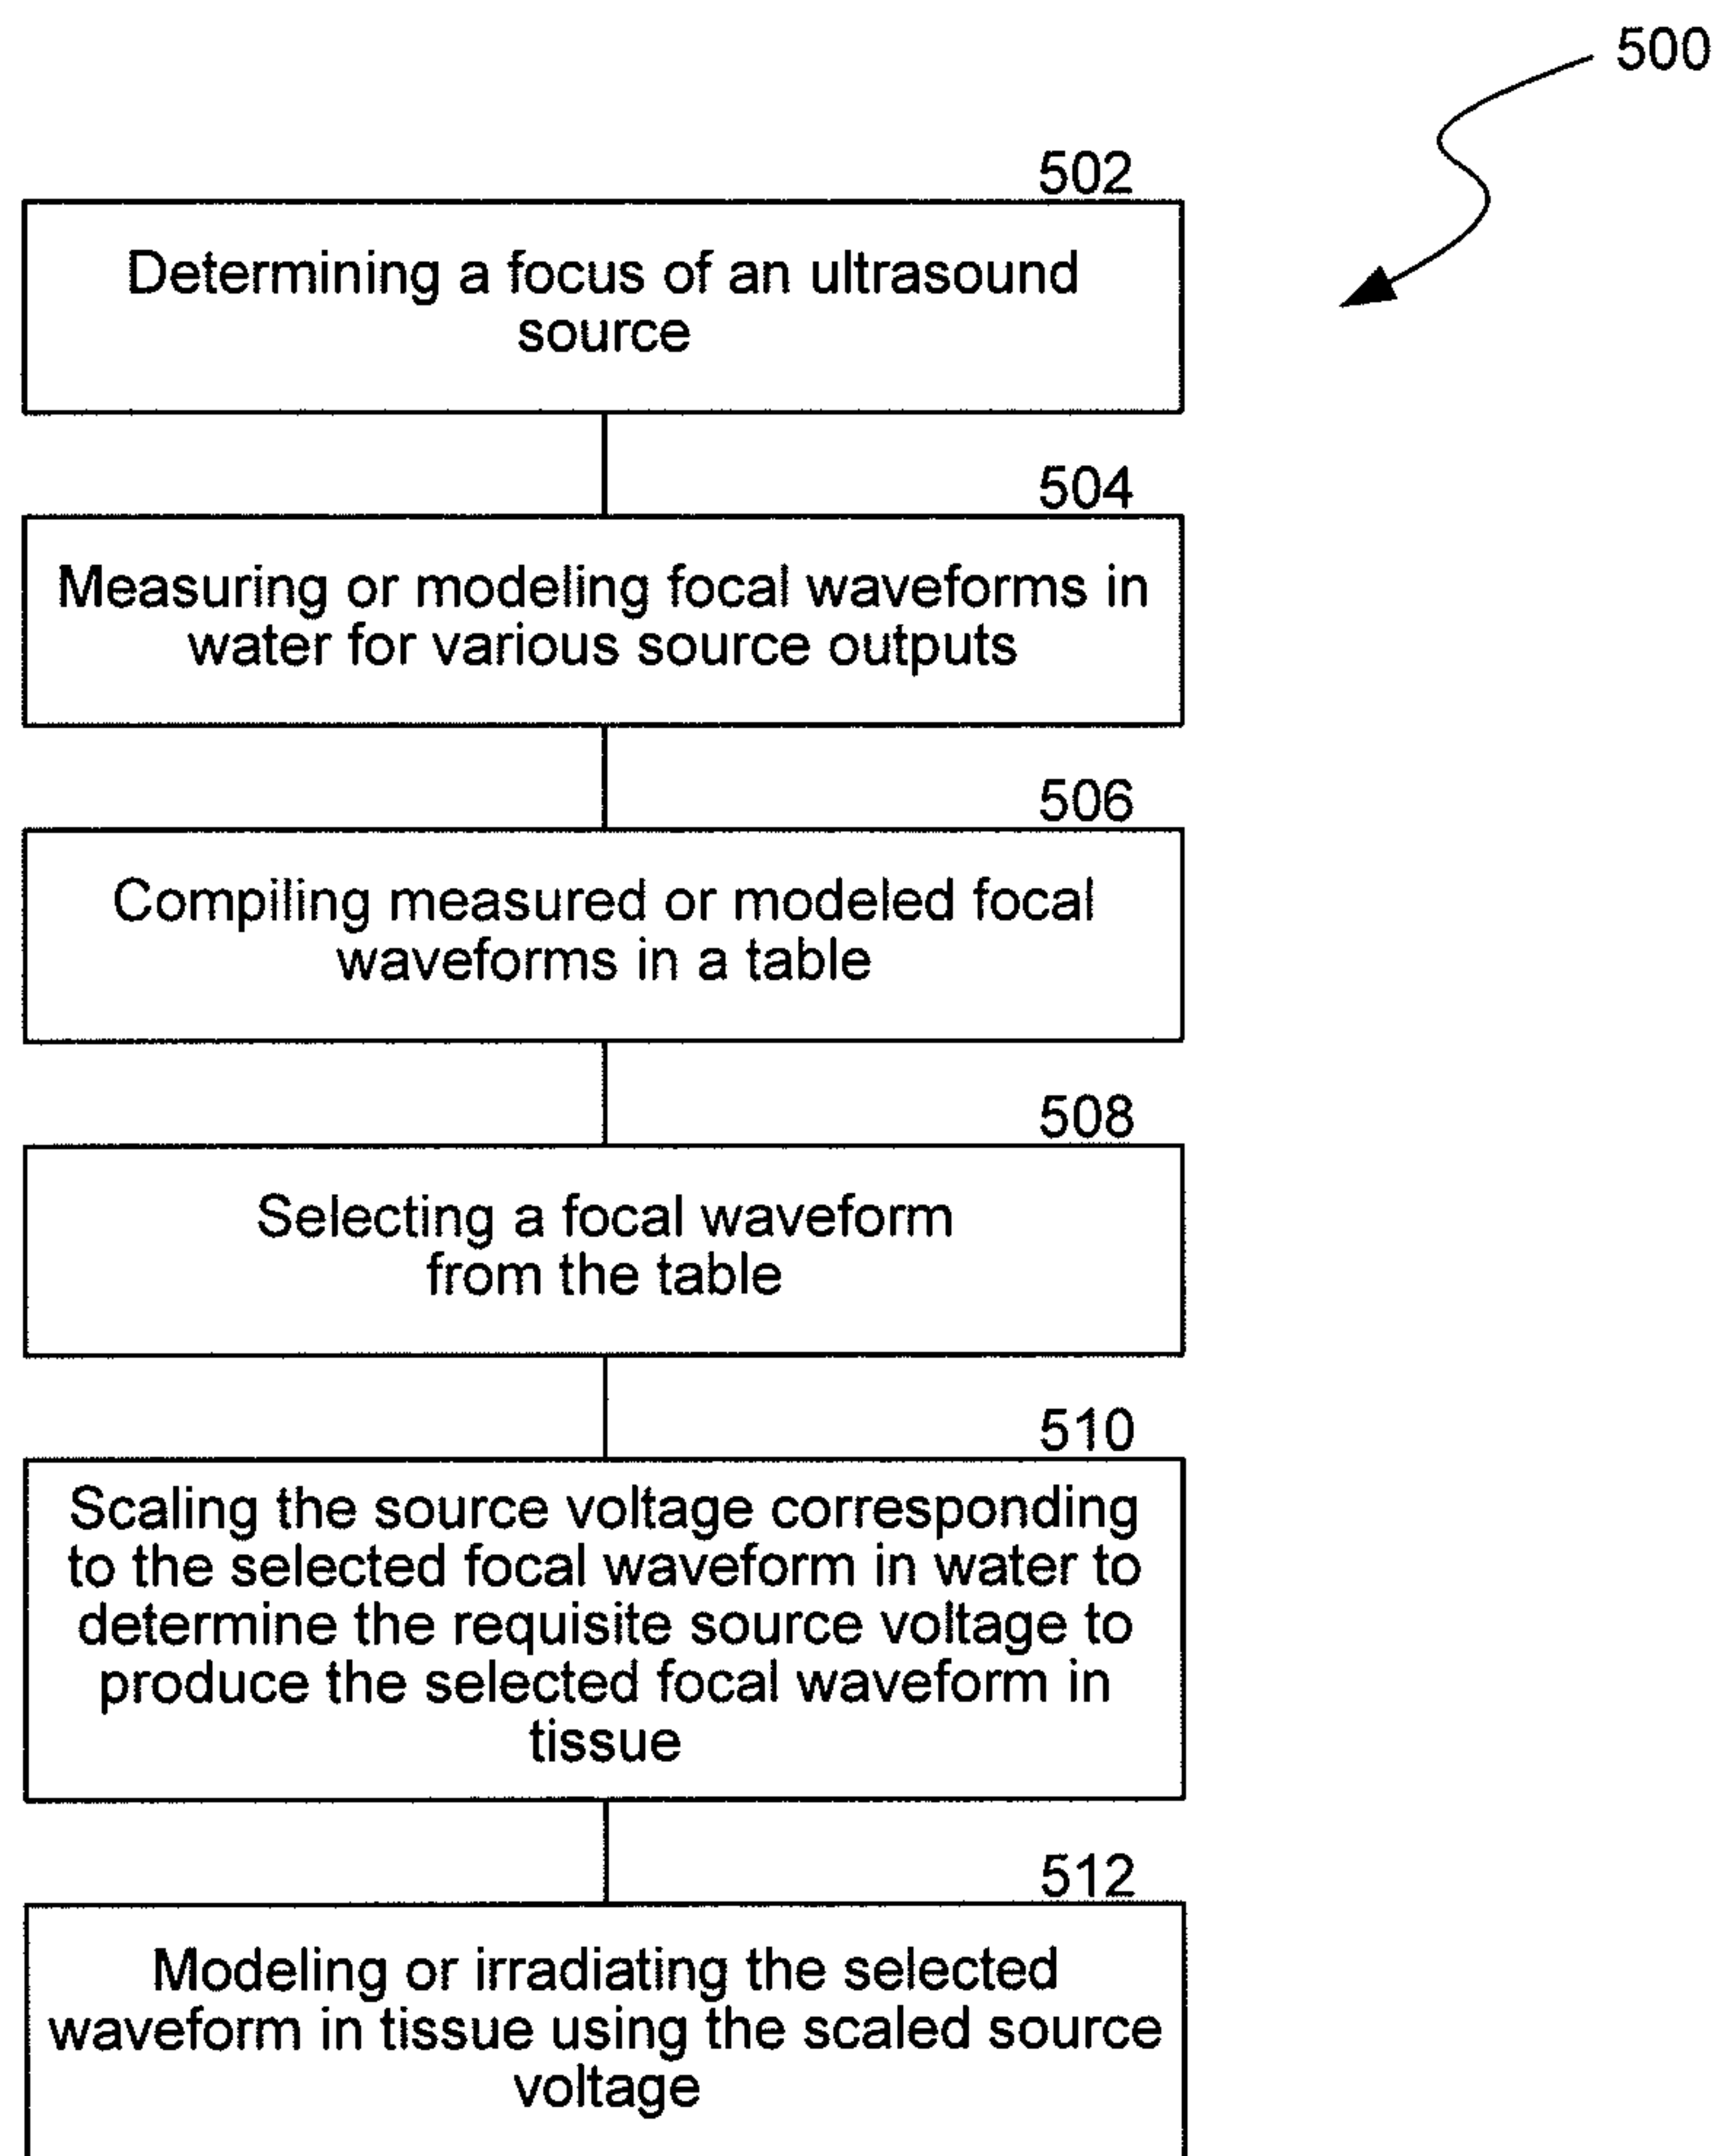 500
502
Determining a focus of an ultrasound
source
504
Measuring or modeling focal waveforms in
water for various source outputs
506
Compiling measured or modeled focal
waveforms in a table
508
Selecting a focal waveform
from the table
510
Scaling the source voltage corresponding
to the selected focal waveform in water to
determine the requisite source voltage to
produce the selected focal waveform in
tissue
512
Modeling or irradiating the selected
waveform in tissue using the scaled source
voltage